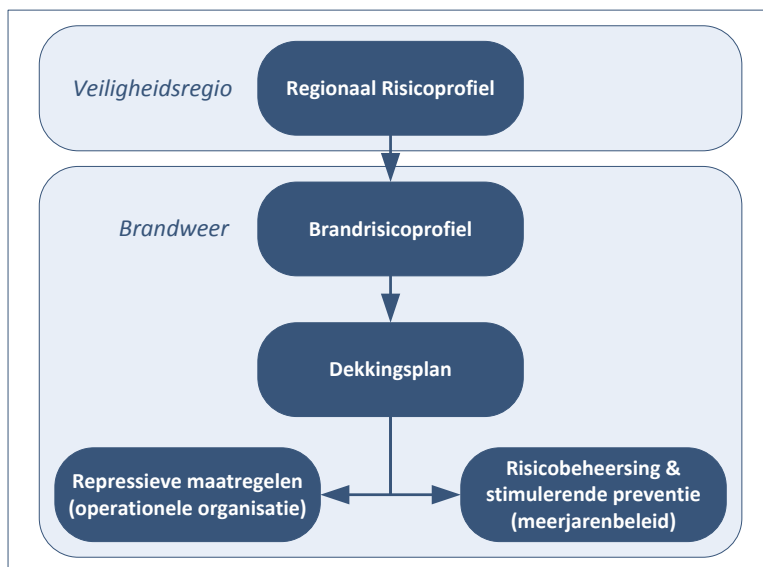 Veiligheidsregio
Regionaal Risicoprofiel
Brandweer
Brandrisicoprofiel
Dekkingsplan
Repressieve maatregelen
(operationele organisatie)
Risicobeheersing &
stimulerende preventie
(meerjarenbeleid)